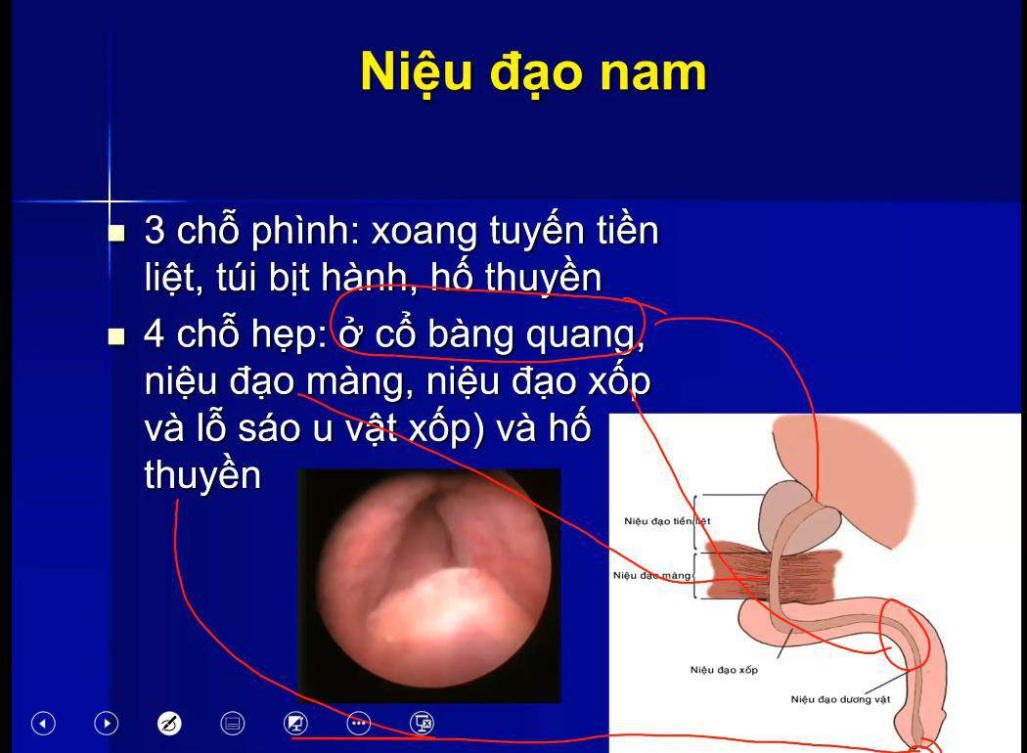 Niệu đạo nam
3 chỗ phình: xoang tuyến tiền
liệt, túi bịt hành, hố thuyền
4 chỗ hẹp: ở cổ bàng quang,
niệu đạo màng, niệu đạo xốp
và lỗ sáo u vật xốp) và hố
thuyền
Niệu đạo tiền liệt
Niệu đạo màng
Niệu đạo xốp
Niệu đạo dương vật